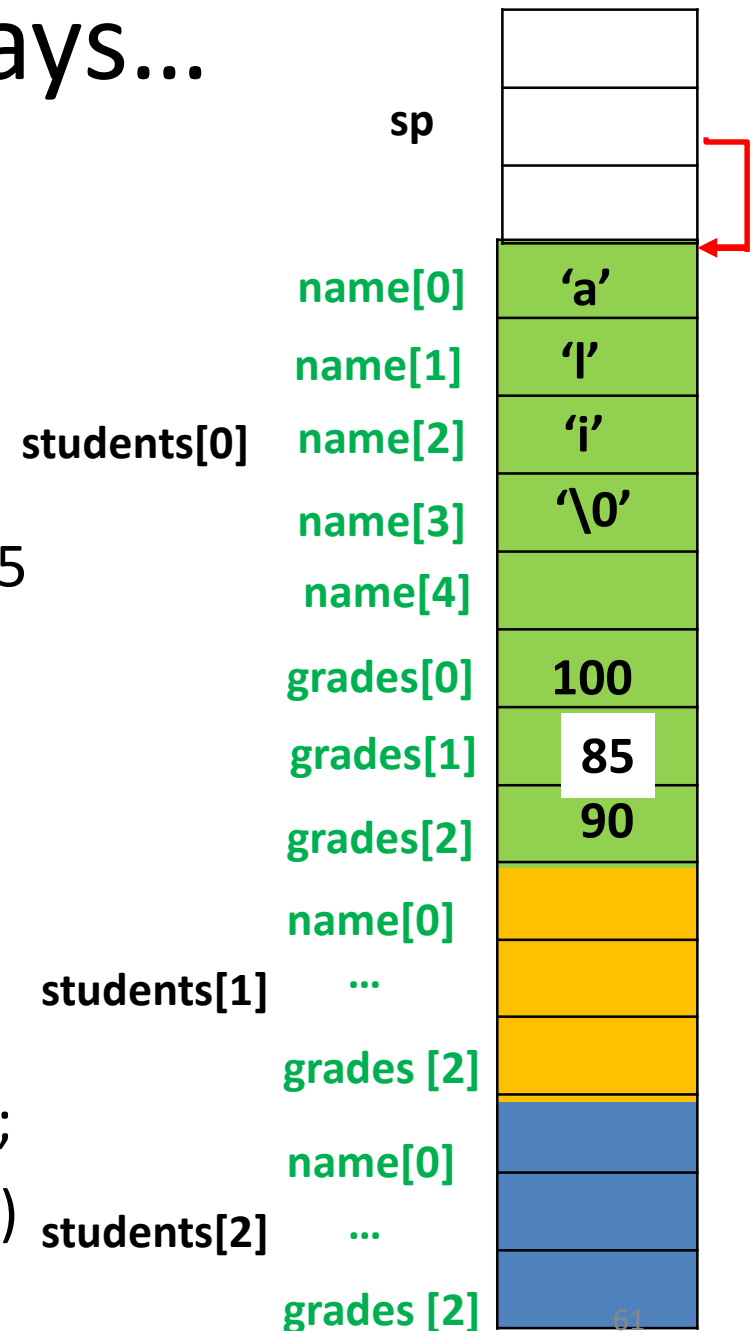 ays…
sp
name[0] ‘a’
name[1] ‘l’
students[0] name[2] ‘i’
name[3] ‘\0’
5
name[4]
grades[0] 100
grades[1] 85
grades[2] 90
name[0]
students[1] …
grades [2]
;
name[0]
) students[2] …
grades [2] 61